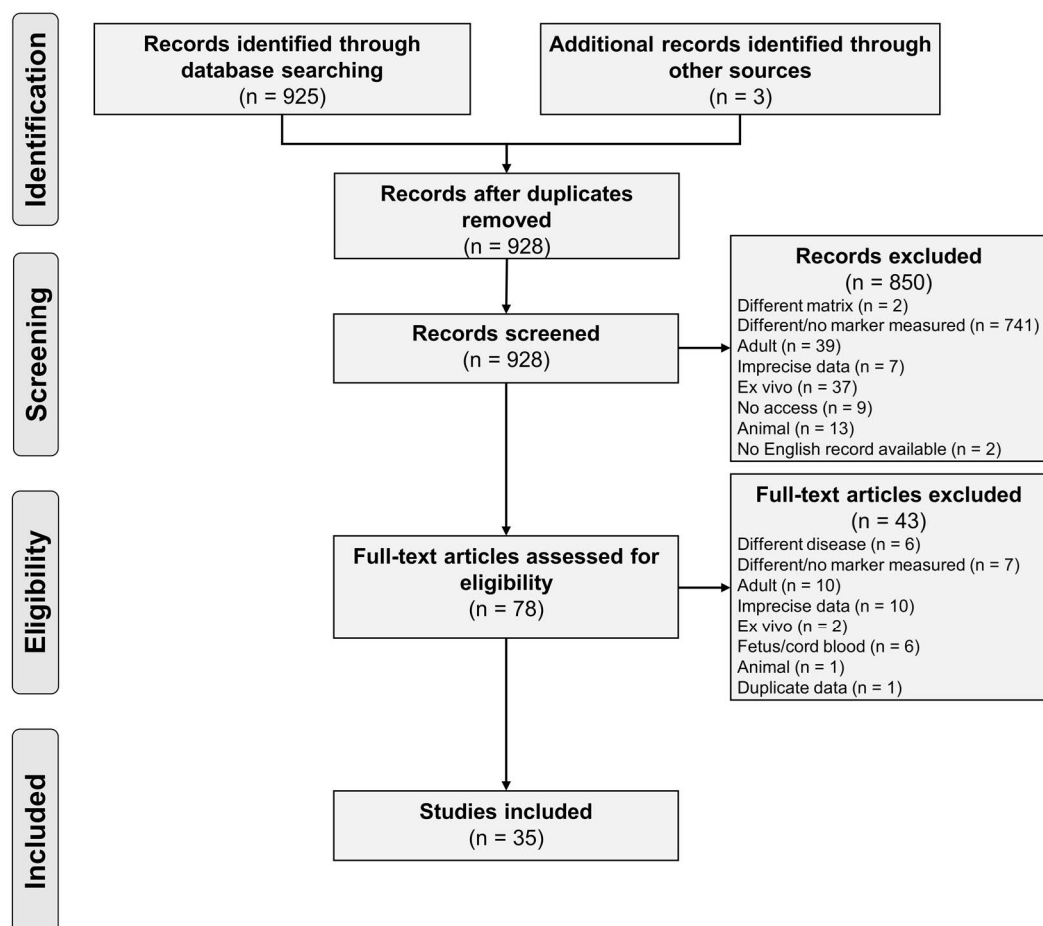 Identification
Records identified through
database searching
(n = 925)
Additional records identified through
other sources
(n = 3)
Records after duplicates
removed
(n = 928)
Screening
Records screened
(n = 928)
Records excluded
(n = 850)
Different matrix (n = 2)
Different/no marker measured (n = 741)
Adult (n = 39)
Imprecise data (n = 7)
Ex vivo (n = 37)
No access (n = 9)
Animal (n = 13)
No English record available (n = 2)
Eligibility
Full-text articles assessed for
eligibility
(n = 78)
Full-text articles excluded
(n = 43)
Different disease (n = 6)
Different/no marker measured (n = 7)
Adult (n = 10)
Imprecise data (n = 10)
Ex vivo (n = 2)
Fetus/cord blood (n = 6)
Animal (n = 1)
Duplicate data (n = 1)
Included
Studies included
(n = 35)